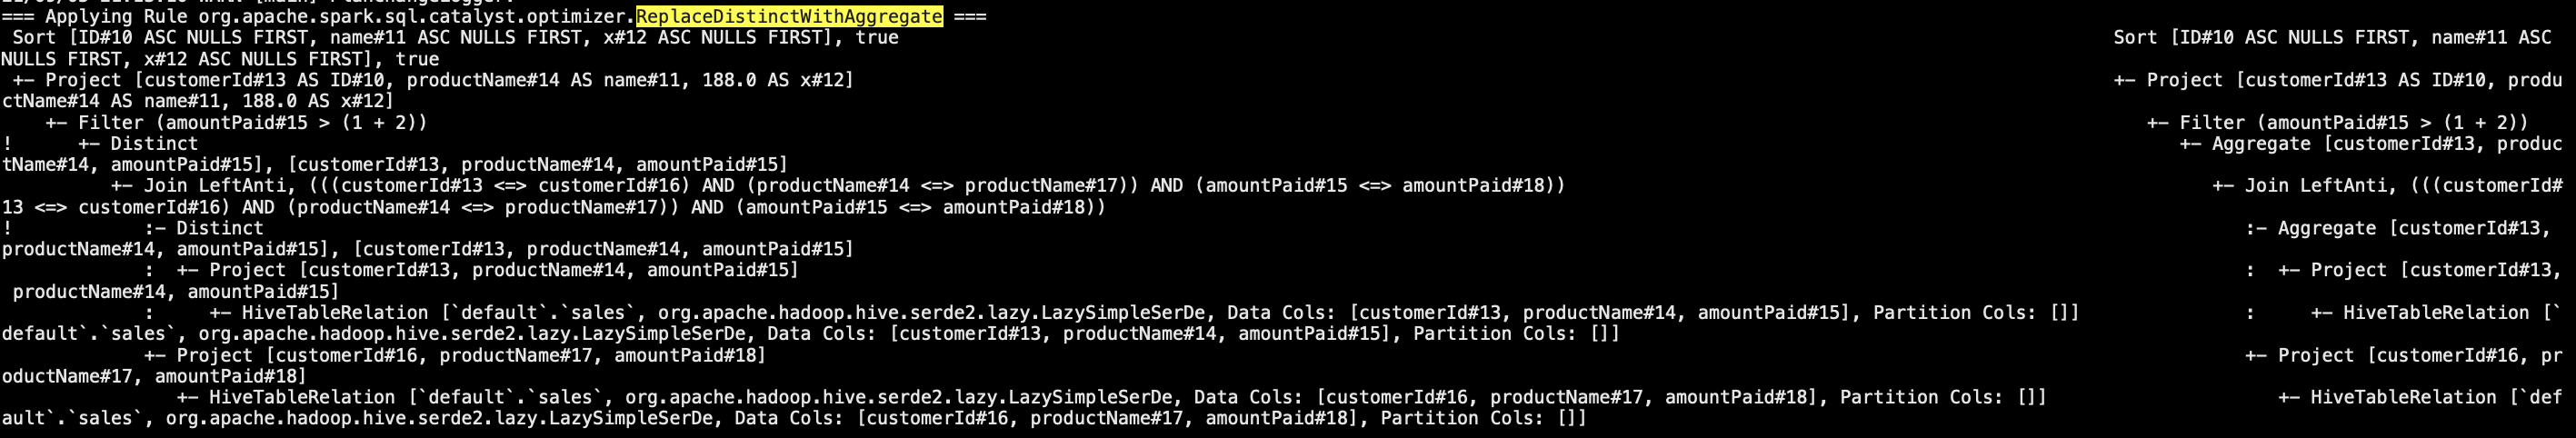 === Applying Rule org.apache.spark.sql.catalyst.optimizer.ReplaceDistinctWithAggregate ===
 Sort [ID#10 ASC NULLS FIRST, name#11 ASC NULLS FIRST, x#12 ASC NULLS FIRST], true Sort [ID#10 ASC NULLS FIRST, name#11 ASC
NULLS FIRST, x#12 ASC NULLS FIRST], true
 +- Project [customerId#13 AS ID#10, productName#14 AS name#11, 188.0 AS x#12] +- Project [customerId#13 AS ID#10, produ
ctName#14 AS name#11, 188.0 AS x#12]
    +- Filter (amountPaid#15 > (1 + 2)) +- Filter (amountPaid#15 > (1 + 2))
!      +- Distinct +- Aggregate [customerId#13, produc
tName#14, amountPaid#15], [customerId#13, productName#14, amountPaid#15]
          +- Join LeftAnti, (((customerId#13 <=> customerId#16) AND (productName#14 <=> productName#17)) AND (amountPaid#15 <=> amountPaid#18)) +- Join LeftAnti, (((customerId#
13 <=> customerId#16) AND (productName#14 <=> productName#17)) AND (amountPaid#15 <=> amountPaid#18))
!            :- Distinct :- Aggregate [customerId#13,
productName#14, amountPaid#15], [customerId#13, productName#14, amountPaid#15]
             :  +- Project [customerId#13, productName#14, amountPaid#15] :  +- Project [customerId#13,
 productName#14, amountPaid#15]
             :     +- HiveTableRelation [`default`.`sales`, org.apache.hadoop.hive.serde2.lazy.LazySimpleSerDe, Data Cols: [customerId#13, productName#14, amountPaid#15], Partition Cols: []] :     +- HiveTableRelation [`
default`.`sales`, org.apache.hadoop.hive.serde2.lazy.LazySimpleSerDe, Data Cols: [customerId#13, productName#14, amountPaid#15], Partition Cols: []]
             +- Project [customerId#16, productName#17, amountPaid#18] +- Project [customerId#16, pr
oductName#17, amountPaid#18]
                +- HiveTableRelation [`default`.`sales`, org.apache.hadoop.hive.serde2.lazy.LazySimpleSerDe, Data Cols: [customerId#16, productName#17, amountPaid#18], Partition Cols: []] +- HiveTableRelation [`def
ault`.`sales`, org.apache.hadoop.hive.serde2.lazy.LazySimpleSerDe, Data Cols: [customerId#16, productName#17, amountPaid#18], Partition Cols: []]